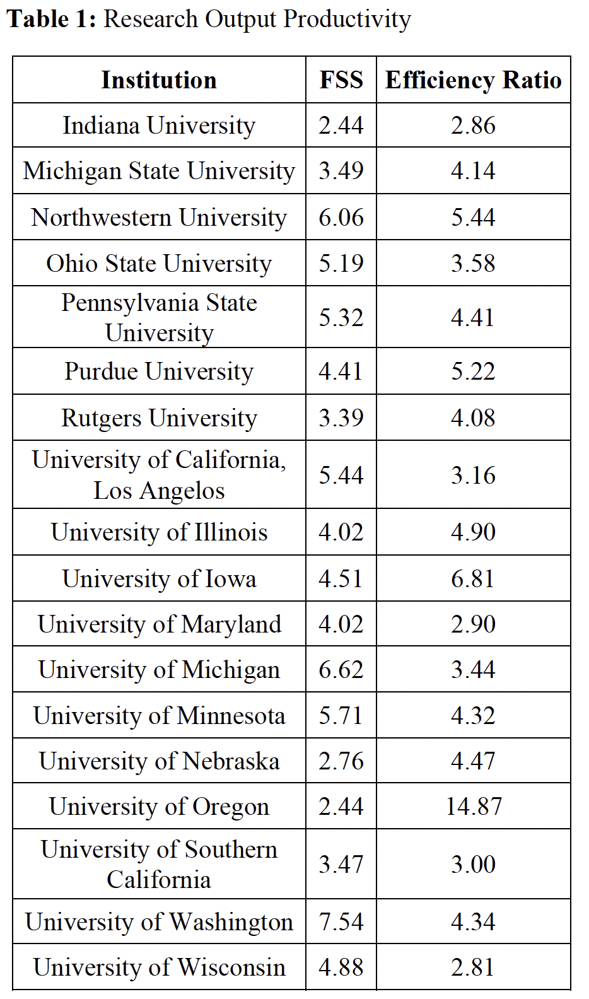 Table 1: Research Output Productivity
Institution FSS Efficiency Ratio
Indiana University 2.44 2.86
Michigan State University 3.49 4.14
Northwestern University 6.06 5.44
Ohio State University 5.19 3.58
Pennsylvania State
University 5.32 4.41
Purdue University 4.41 5.22
Rutgers University 3.39 4.08
University of California,
Los Angelos 5.44 3.16
University of Illinois 4.02 4.90
University of Iowa 4.51 6.81
University of Maryland 4.02 2.90
University of Michigan 6.62 3.44
University of Minnesota 5.71 4.32
University of Nebraska 2.76 4.47
University of Oregon 2.44 14.87
University of Southern
California 3.47 3.00
University of Washington 7.54 4.34
University of Wisconsin 4.88 2.81